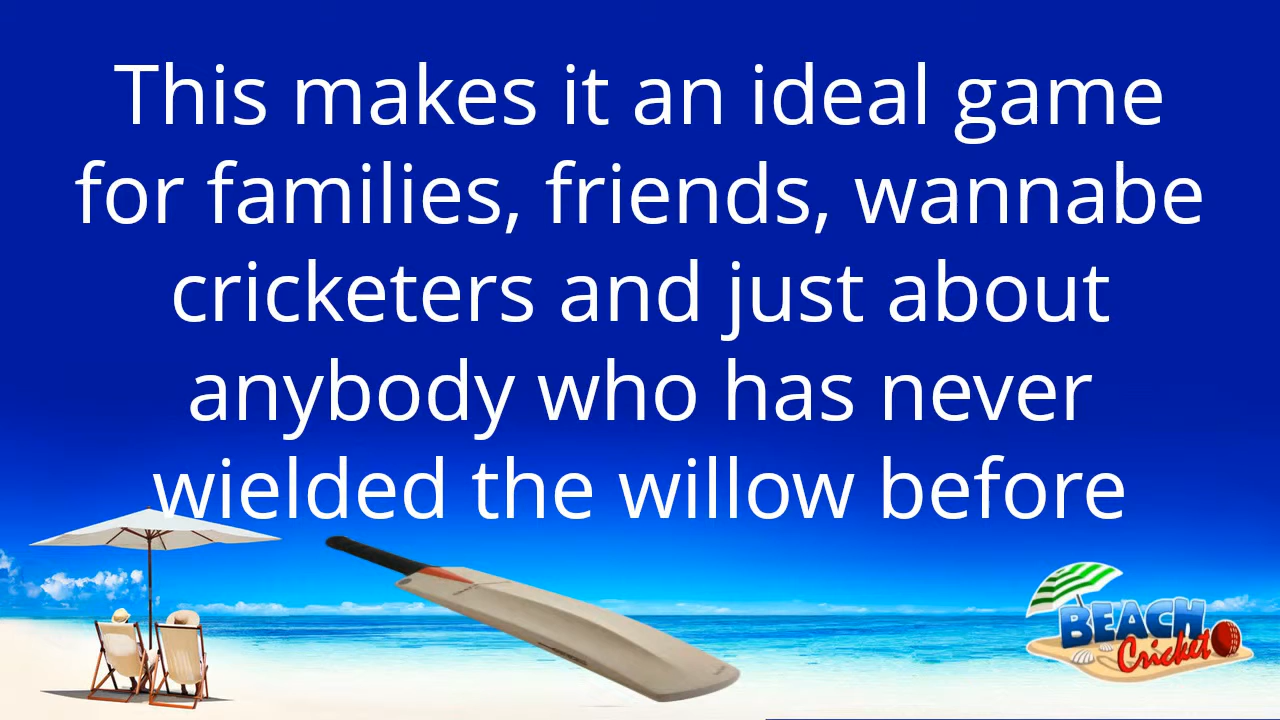 This makes it an ideal game
for families, friends, wannabe
cricketers and just about
anybody who has never
wielded the willow before
BEACH
Cricket